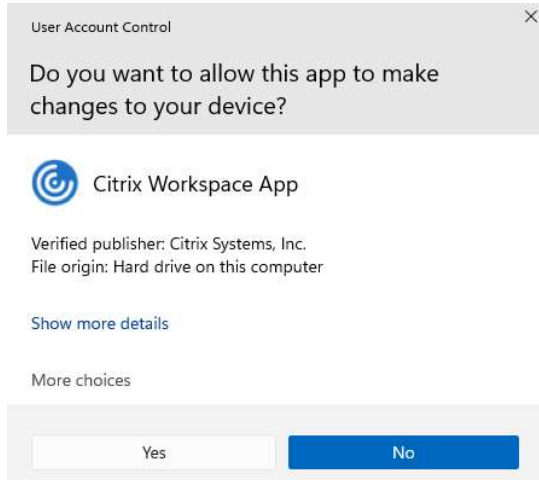 User Account Control
Do you want to allow this app to make
changes to your device?
Citrix Workspace App
Verified publisher: Citrix Systems, Inc.
File origin: Hard drive on this computer
Show more details
More choices
Yes
No